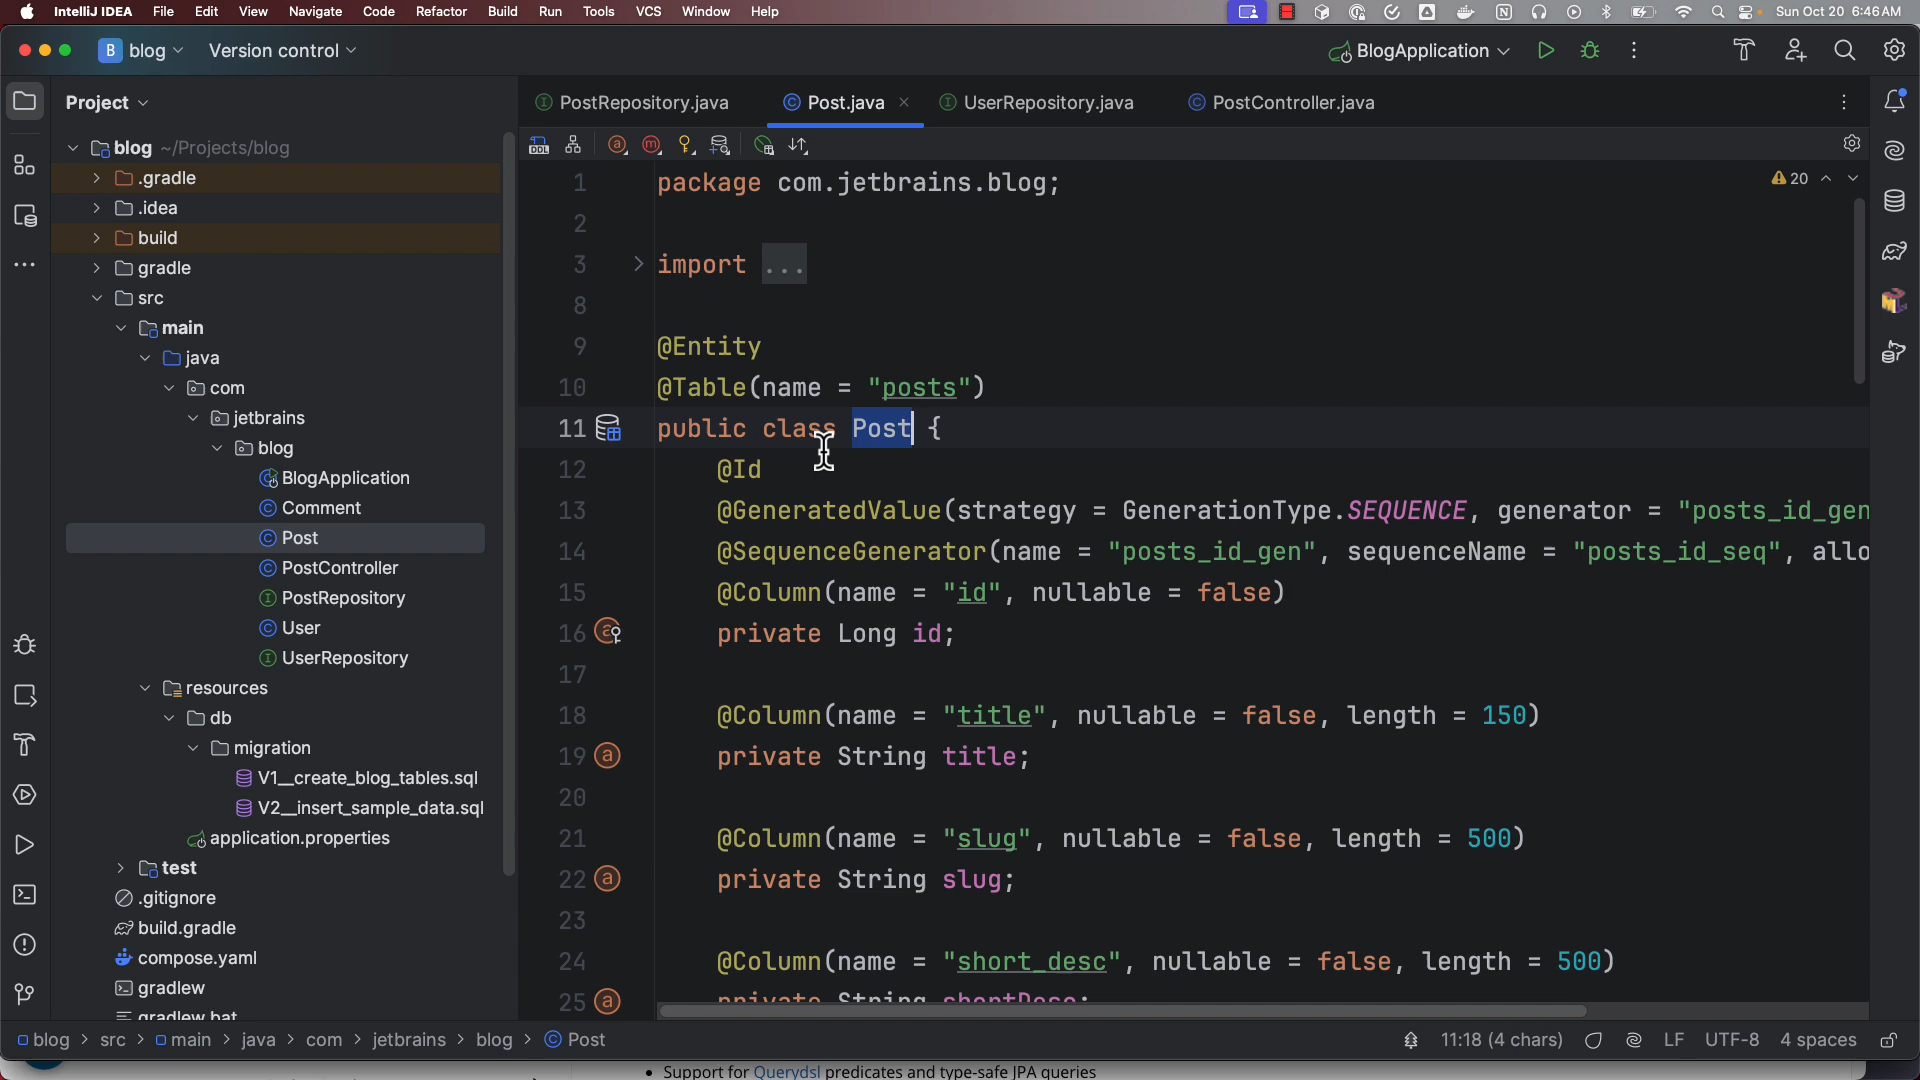 IntelliJ IDEA File Edit View Navigate Code Refactor Build Run Tools VCS Window Help Sun Oct 20 6:46 AM
B blog Version control BlogApplication
Project
PostRepository.java Post.java UserRepository.java PostController.java
blog ~/Projects/blog
.gradle
.idea
build
gradle
src
main
java
com
jetbrains
blog
BlogApplication
Comment
Post
PostController
PostRepository
User
UserRepository
resources
db
migration
V1__create_blog_tables.sql
V2__insert_sample_data.sql
application.properties
test
.gitignore
build.gradle
compose.yaml
gradlew
gradlew.bat
DDL
20
1 package com.jetbrains.blog;
2
3 import ...
8
9 @Entity
10 @Table(name = "posts")
11 public class Post {
12 @Id
13 @GeneratedValue(strategy = GenerationType.SEQUENCE, generator = "posts_id_gen
14 @SequenceGenerator(name = "posts_id_gen", sequenceName = "posts_id_seq", allo
15 @Column(name = "id", nullable = false)
16 private Long id;
17
18 @Column(name = "title", nullable = false, length = 150)
19 private String title;
20
21 @Column(name = "slug", nullable = false, length = 500)
22 private String slug;
23
24 @Column(name = "short_desc", nullable = false, length = 500)
25 private String shortDesc;
blog > src > main > java > com > jetbrains > blog > Post 11:18 (4 chars) LF UTF-8 4 spaces
• Support for Querydsl predicates and type-safe JPA queries